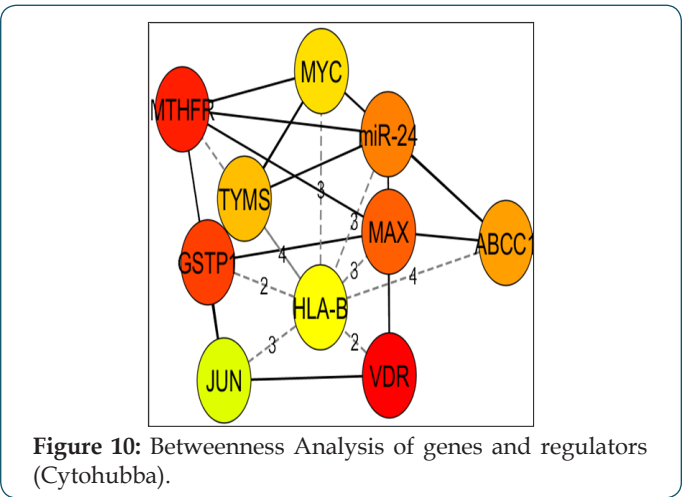 MYC
MTHFR
miR-24
TYMS
3
3
MAX
ABCC1
GSTP1
4
3
4
2
HLA-B
3
2
JUN
VDR
Figure 10: Betweenness Analysis of genes and regulators
(Cytohubba).